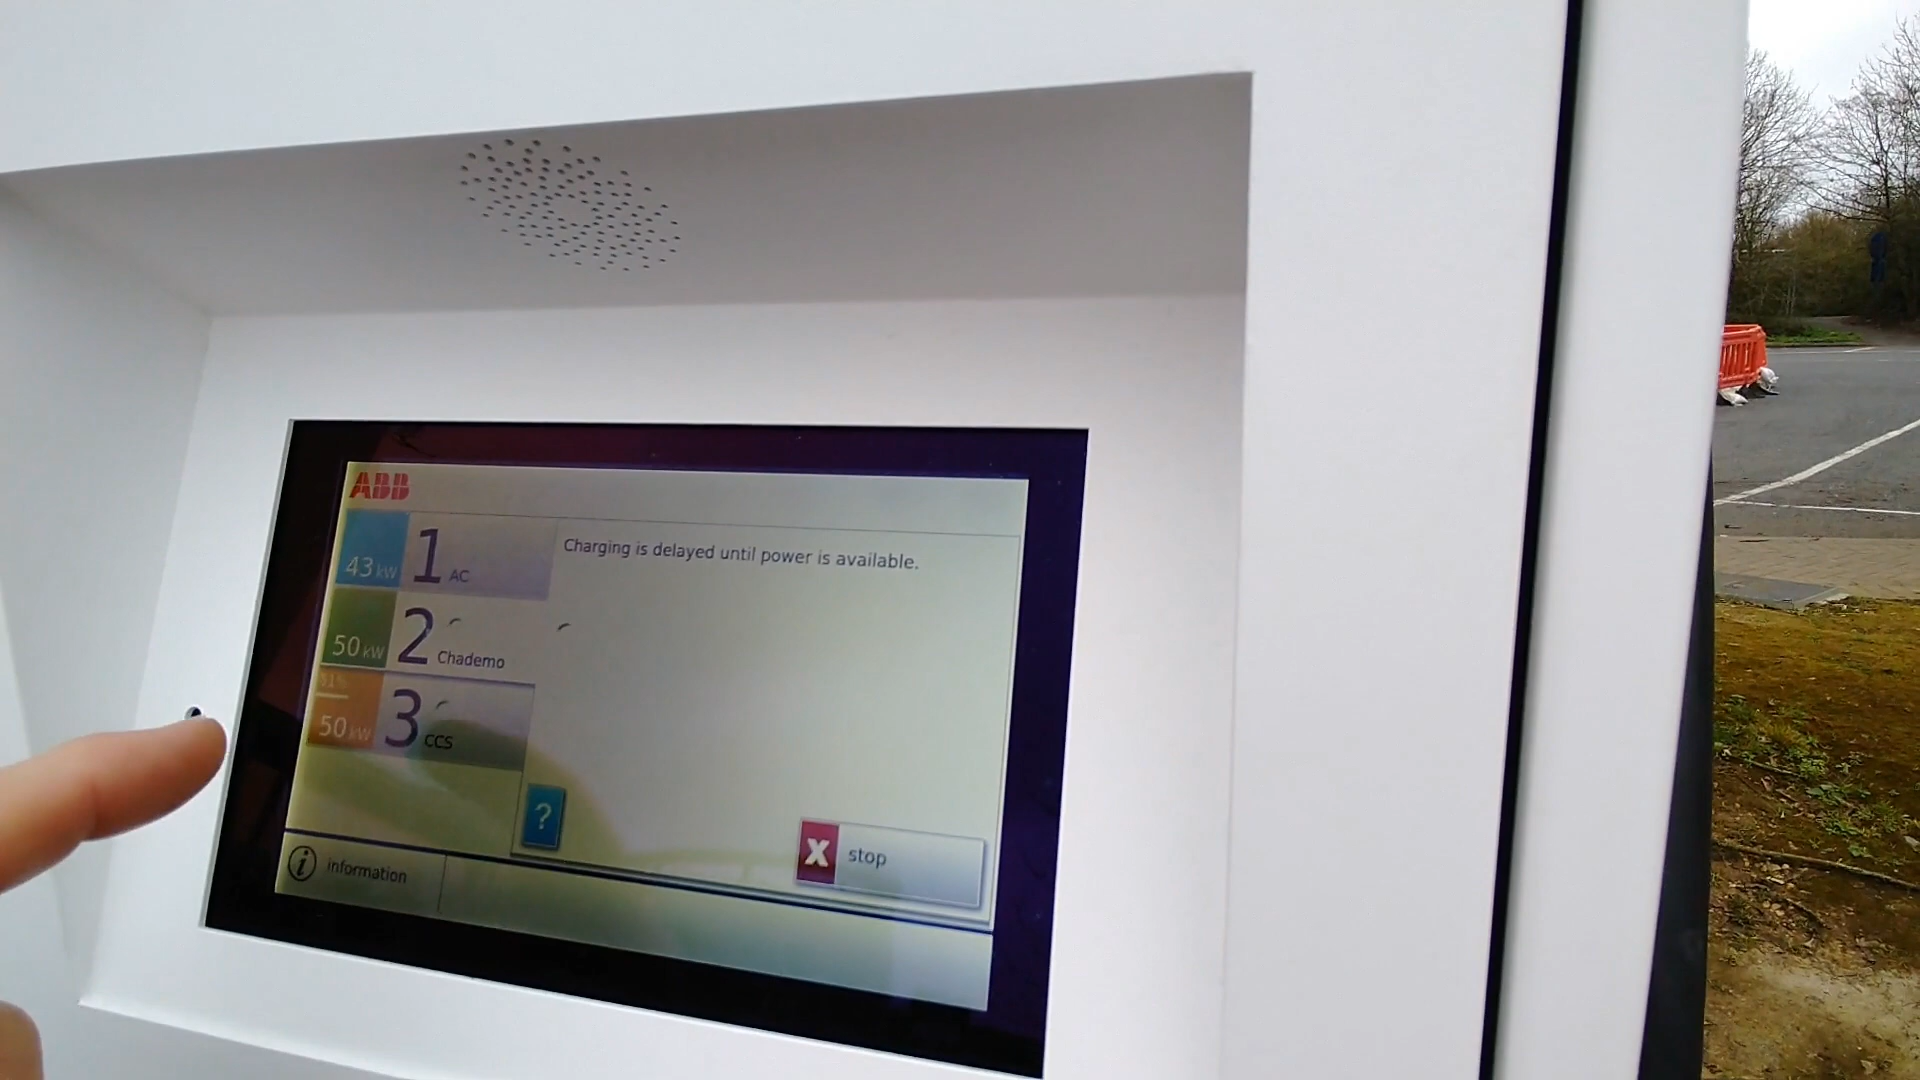 ABB
43 kW 1 AC
Charging is delayed until power is available.
50 kW 2 Chademo
31%
50 kW 3 CCS
?
X stop
i information